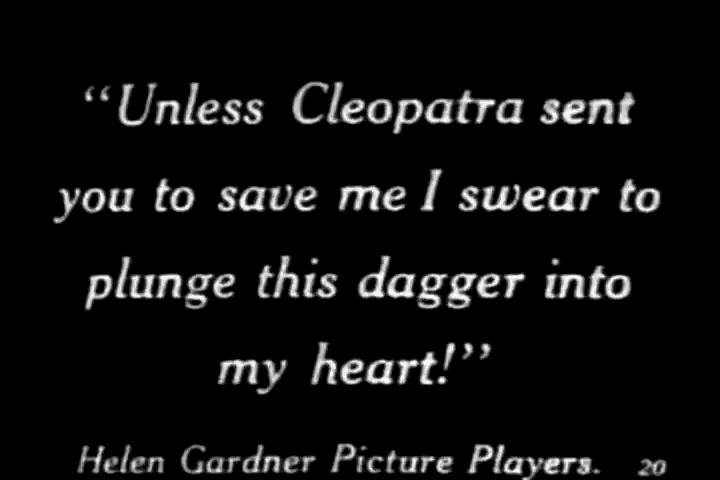 “Unless Cleopatra sent
you to save me I swear to
plunge this dagger into
my heart!”
Helen Gardner Picture Players. 20